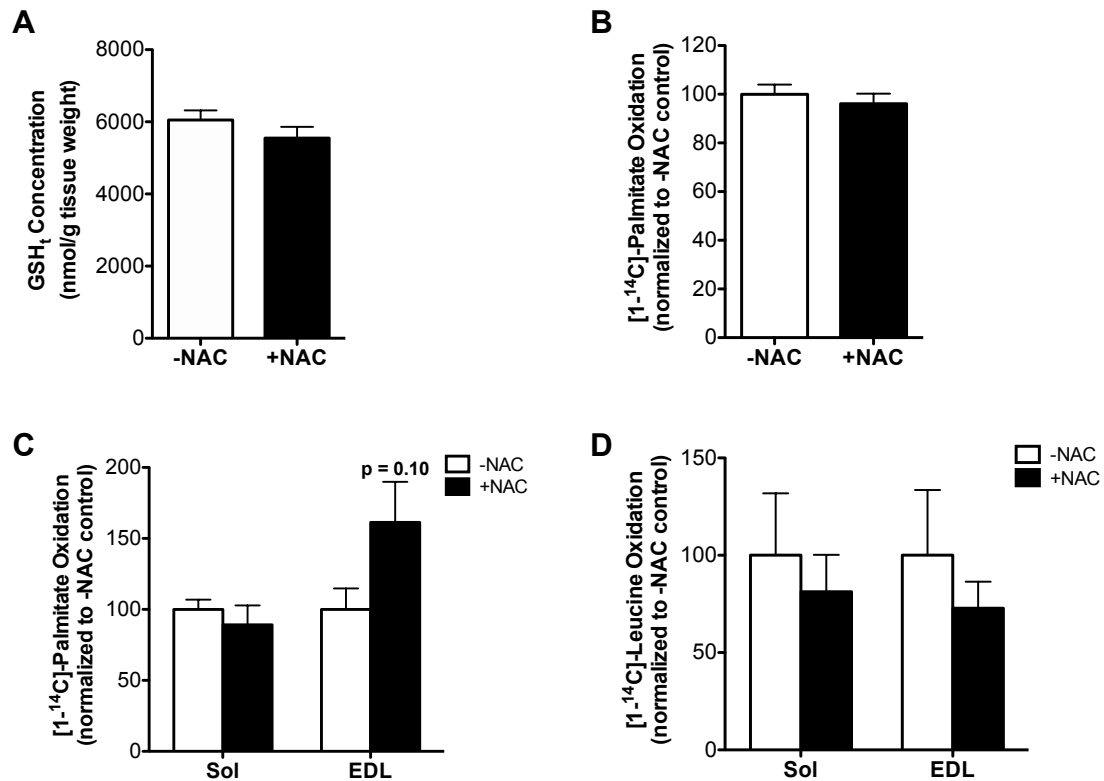 A
8000
6000
4000
2000
0
GSHt Concentration
(nmol/g tissue weight)
-NAC +NAC
B
120
100
80
60
40
20
0
[1-14C]-Palmitate Oxidation
(normalized to -NAC control)
-NAC +NAC
C
200
150
100
50
0
[1-14C]-Palmitate Oxidation
(normalized to -NAC control)
p = 0.10
-NAC
+NAC
Sol EDL
D
150
100
50
0
[1-14C]-Leucine Oxidation
(normalized to -NAC control)
-NAC
+NAC
Sol EDL